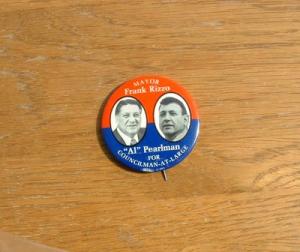 MAYOR
Frank Rizzo
"Al" Pearlman
FOR
COUNCILMAN-AT-LARGE